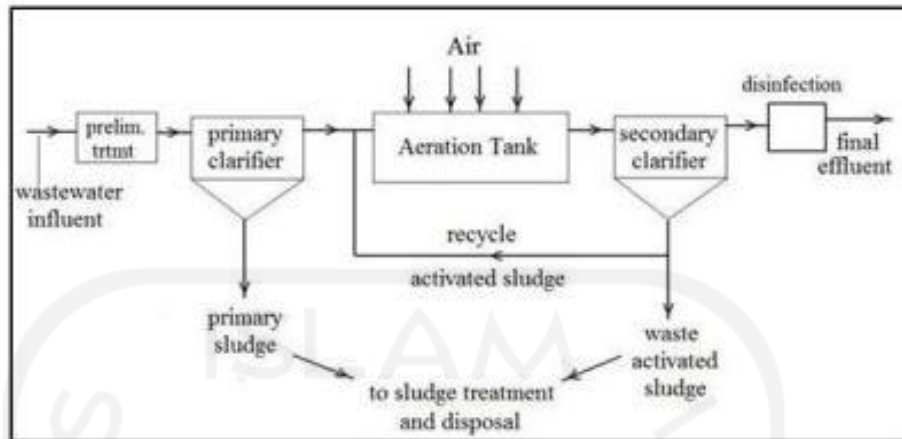 Air
disinfection
prelim.
trtmt
primary
clarifier
Aeration Tank
secondary
clarifier
final
effluent
wastewater
influent
recycle
activated sludge
primary
sludge
waste
activated
sludge
to sludge treatment
and disposal
ISLAM
S